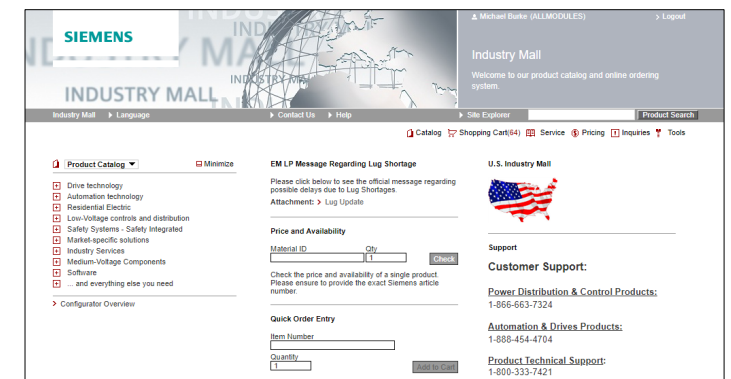 SIEMENS
INDUSTRY MALL
Michael Burke (ALLMODULES)
Logout
Industry Mall
Welcome to our product catalog and online ordering
system.
Industry Mall
Language
Contact Us
Help
Site Explorer
Product Search
Catalog
Shopping Cart(64)
Service
Pricing
Inquiries
Tools
Product Catalog
Minimize
Drive technology
Automation technology
Residential Electric
Low-Voltage controls and distribution
Safety Systems - Safety Integrated
Market-specific solutions
Industry Services
Medium-Voltage Components
Software
... and everything else you need
Configurator Overview
EM LP Message Regarding Lug Shortage
Please click below to see the official message regarding
possible delays due to Lug Shortages.
Attachment: > Lug Update
Price and Availability
Material ID
Qty
1
Check
Check the price and availability of a single product.
Please ensure to provide the exact Siemens article
number.
Quick Order Entry
Item Number
Quantity
1
Add to Cart
U.S. Industry Mall
Support
Customer Support:
Power Distribution & Control Products:
1-866-663-7324
Automation & Drives Products:
1-888-454-4704
Product Technical Support:
1-800-333-7421